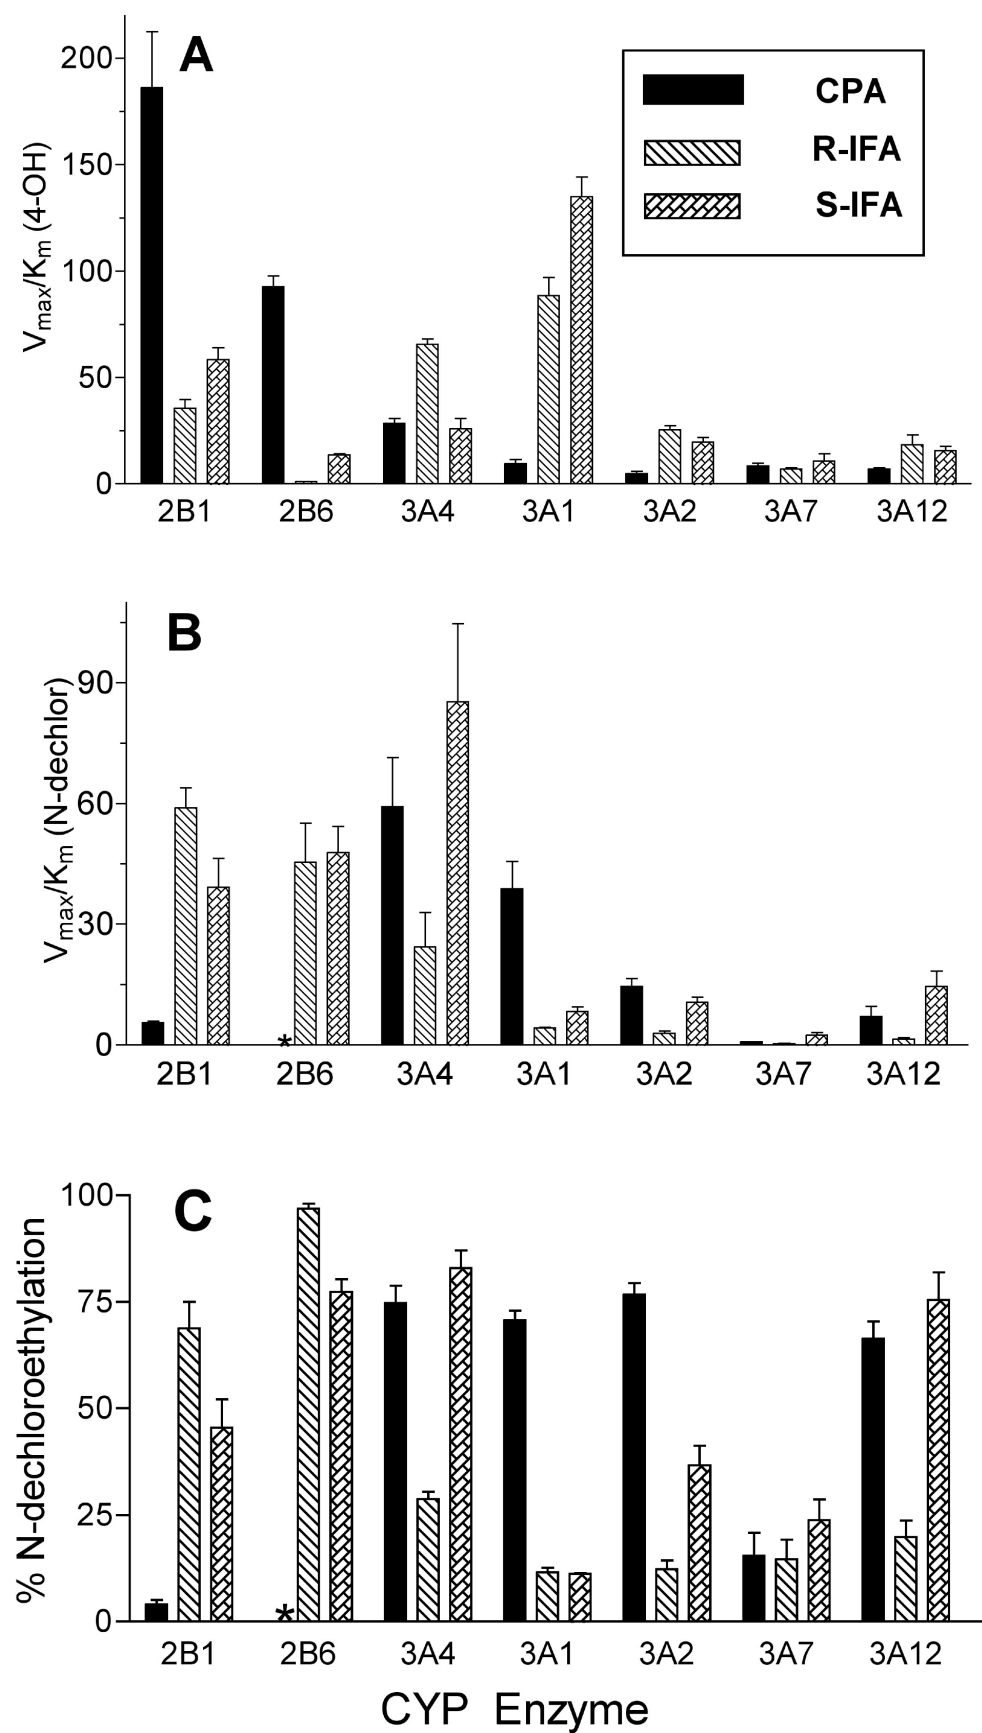 A
CPA
R-IFA
S-IFA
Vmax/Km (4-OH)
200
150
100
50
0
2B1 2B6 3A4 3A1 3A2 3A7 3A12
B
Vmax/Km (N-dechlor)
90
60
30
0
*
2B1 2B6 3A4 3A1 3A2 3A7 3A12
C
% N-dechloroethylation
100
75
50
25
0
*
2B1 2B6 3A4 3A1 3A2 3A7 3A12
CYP Enzyme